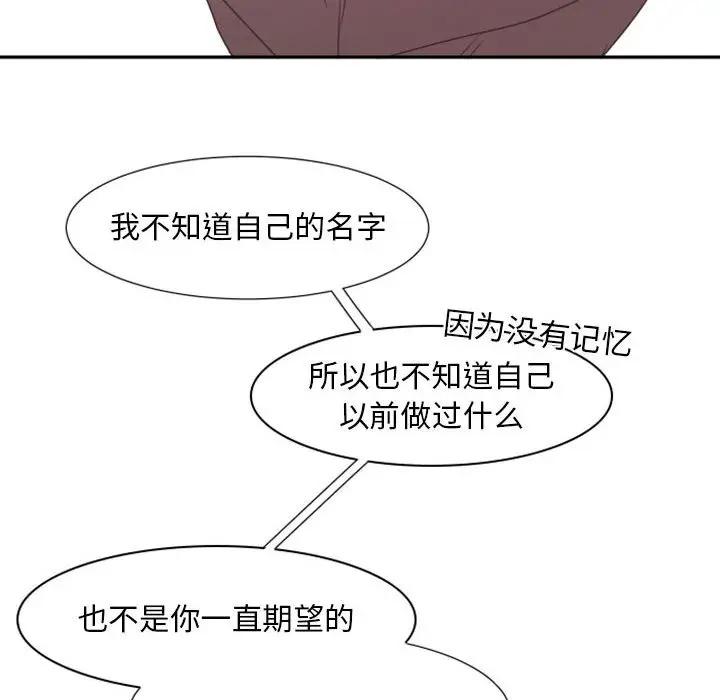 我不知道自己的名字
因为没有记忆
所以也不知道自己
以前做过什么
也不是你一直期望的